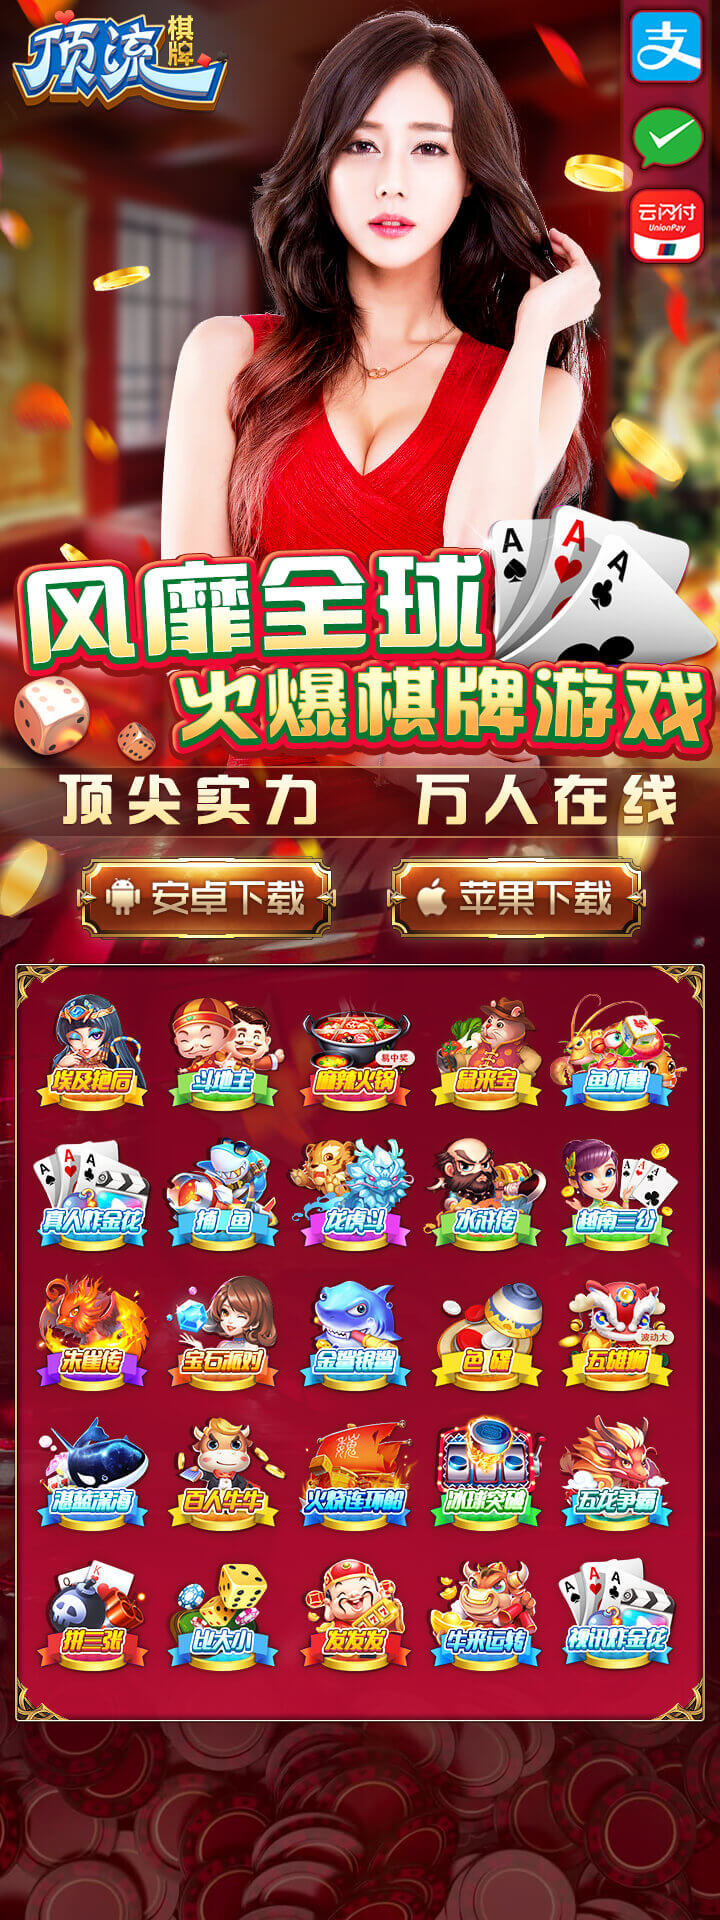 顶流棋牌
支
云闪付
UnionPay
A A A
风靡全球
火爆棋牌游戏
顶尖实力 万人在线
安卓下载 苹果下载
易中奖
埃及艳后 斗地主 麻辣火锅 鼠来宝 鱼虾蟹
A A A
真人炸金花 捕鱼 龙虎斗 水浒传 越南三公
波动大
朱雀传 宝石派对 金鲨银鲨 色碟 五雄狮
湛蓝深海 百人牛牛 火烧连环船 冰球突破 五龙争霸
拼三张 比大小 发发发 牛来运转 视讯炸金花